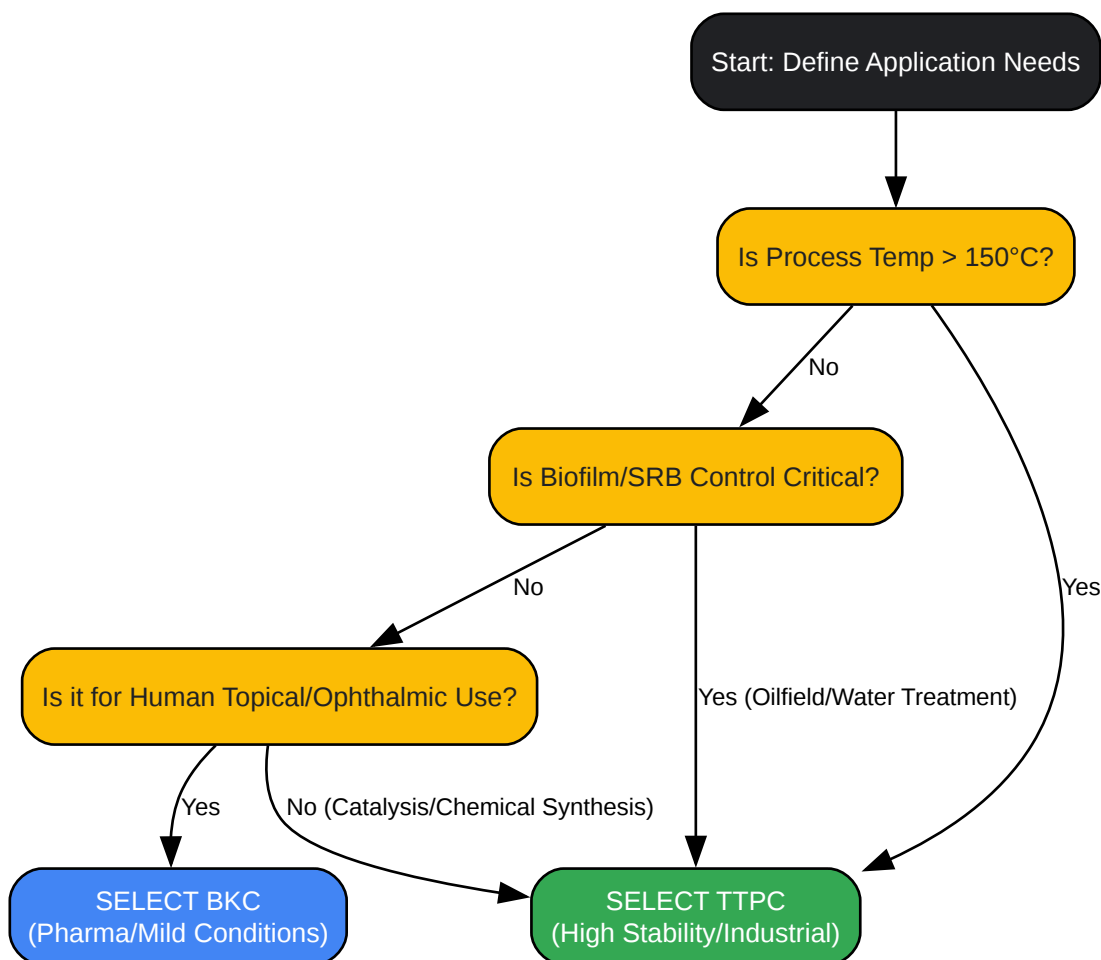 Start: Define Application Needs
Is Process Temp > 150°C?
No
Is Biofilm/SRB Control Critical?
No
Yes
Is it for Human Topical/Ophthalmic Use?
Yes (Oilfield/Water Treatment)
Yes
No (Catalysis/Chemical Synthesis)
SELECT BKC
(Pharma/Mild Conditions)
SELECT TTPC
(High Stability/Industrial)